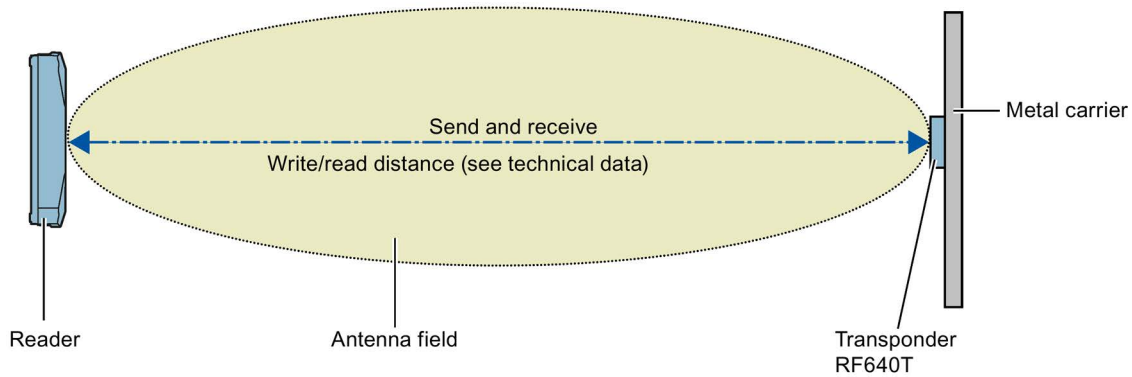 Send and receive
Write/read distance (see technical data)
Metal carrier
Reader
Antenna field
Transponder
RF640T